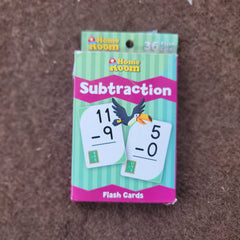 Home
Room
36
Home
Room
Subtraction
11
-9
5
-0
Flash Cards